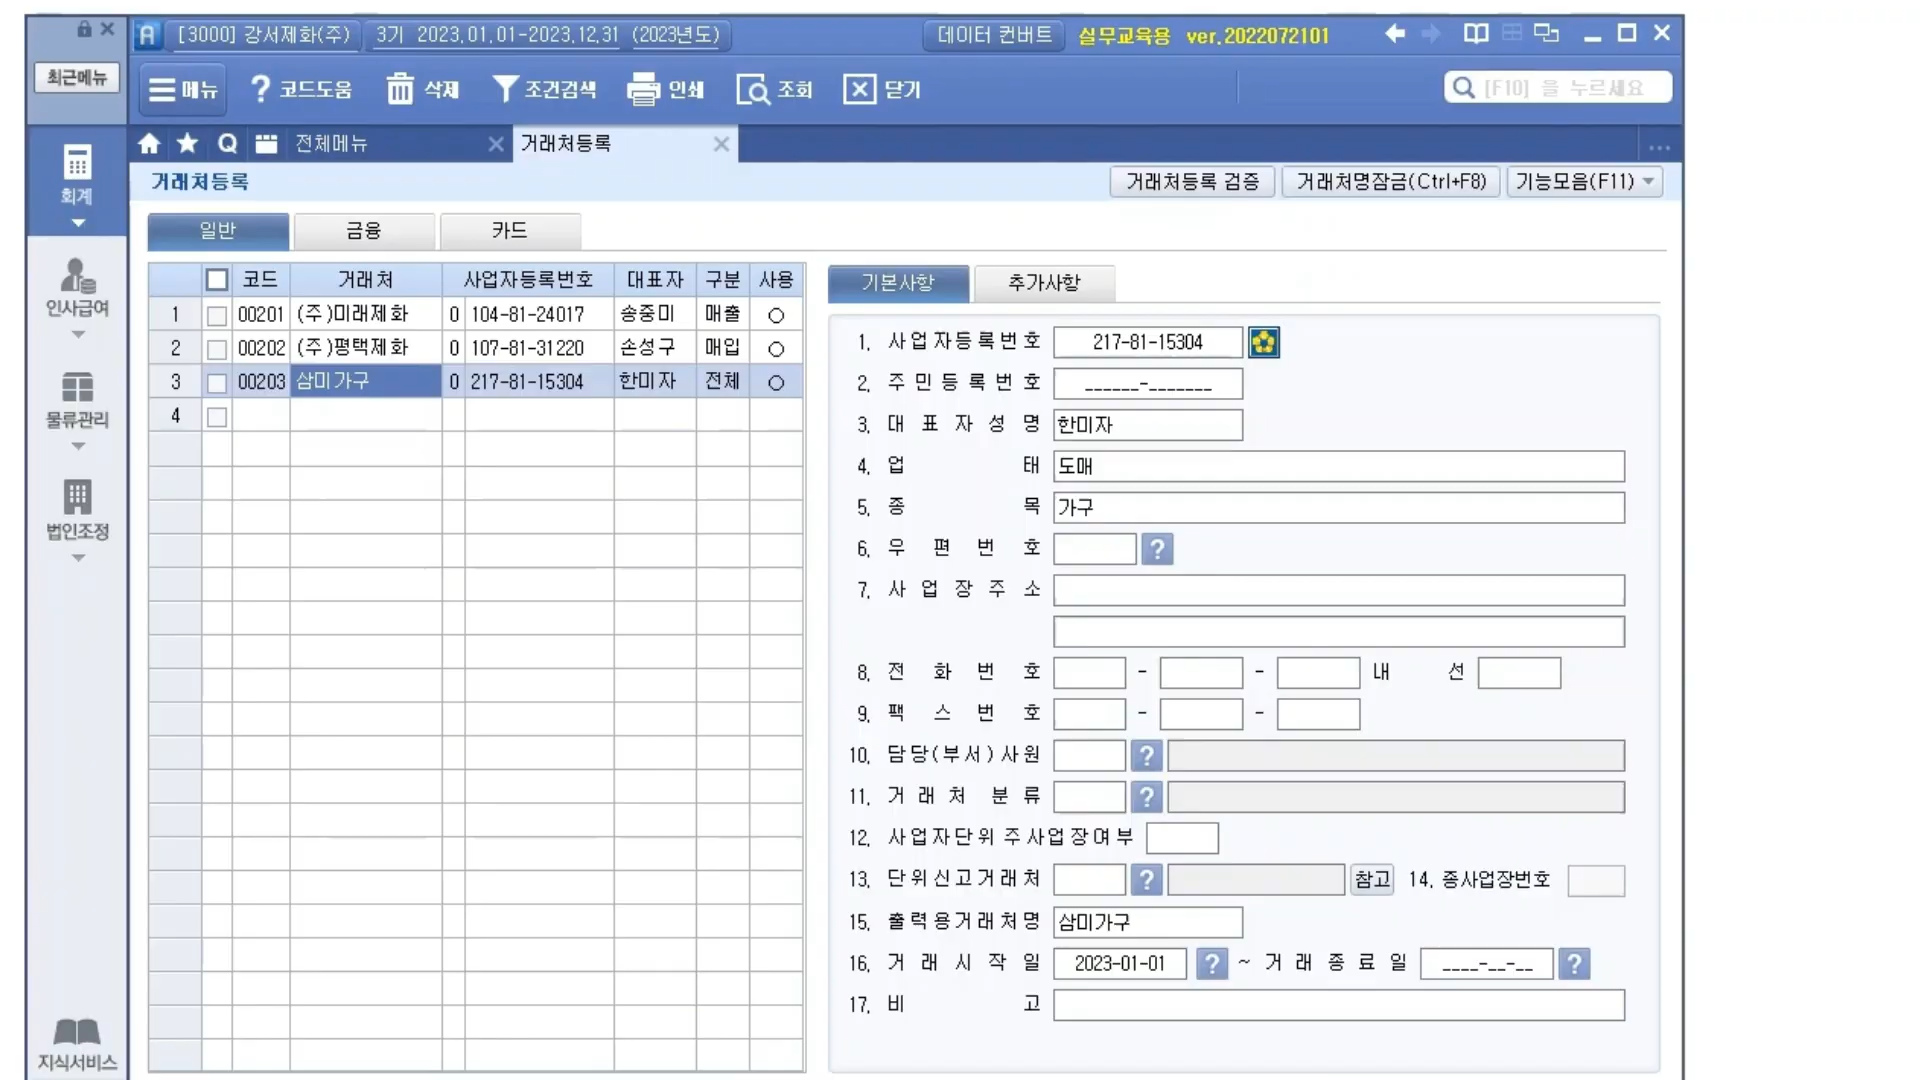 최근메뉴
[3000] 강서제화(주) 3기 2023.01.01-2023.12.31 (2023년도) 데이터 컨버트 실무교육용 ver.2022072101
메뉴 ? 코드도움 삭제 조건검색 인쇄 조회 닫기 [F10] 을 누르세요
Q 전체메뉴 거래처등록 ...
거래처등록 거래처등록 검증 거래처명잠금(Ctrl+F8) 기능모음(F11)
회계
인사급여
물류관리
법인조정
지식서비스
일반 금융 카드
코드 거래처 사업자등록번호 대표자 구분 사용
1 00201 (주)미래제화 0 104-81-24017 송중미 매출 ○
2 00202 (주)평택제화 0 107-81-31220 손성구 매입 ○
3 00203 삼미가구 0 217-81-15304 한미자 전체 ○
4
기본사항 추가사항
1. 사업자등록번호 217-81-15304
2. 주민등록번호 ______-_______
3. 대표자성명 한미자
4. 업태 도매
5. 종목 가구
6. 우편번호 ?
7. 사업장주소
8. 전화번호 - - 내선
9. 팩스번호 - -
10. 담당(부서)사원 ?
11. 거래처 분류 ?
12. 사업자단위 주사업장여부
13. 단위신고거래처 ? 참고 14. 종사업장번호
15. 출력용거래처명 삼미가구
16. 거래시작일 2023-01-01 ? ~ 거래종료일 ____-__-__ ?
17. 비고